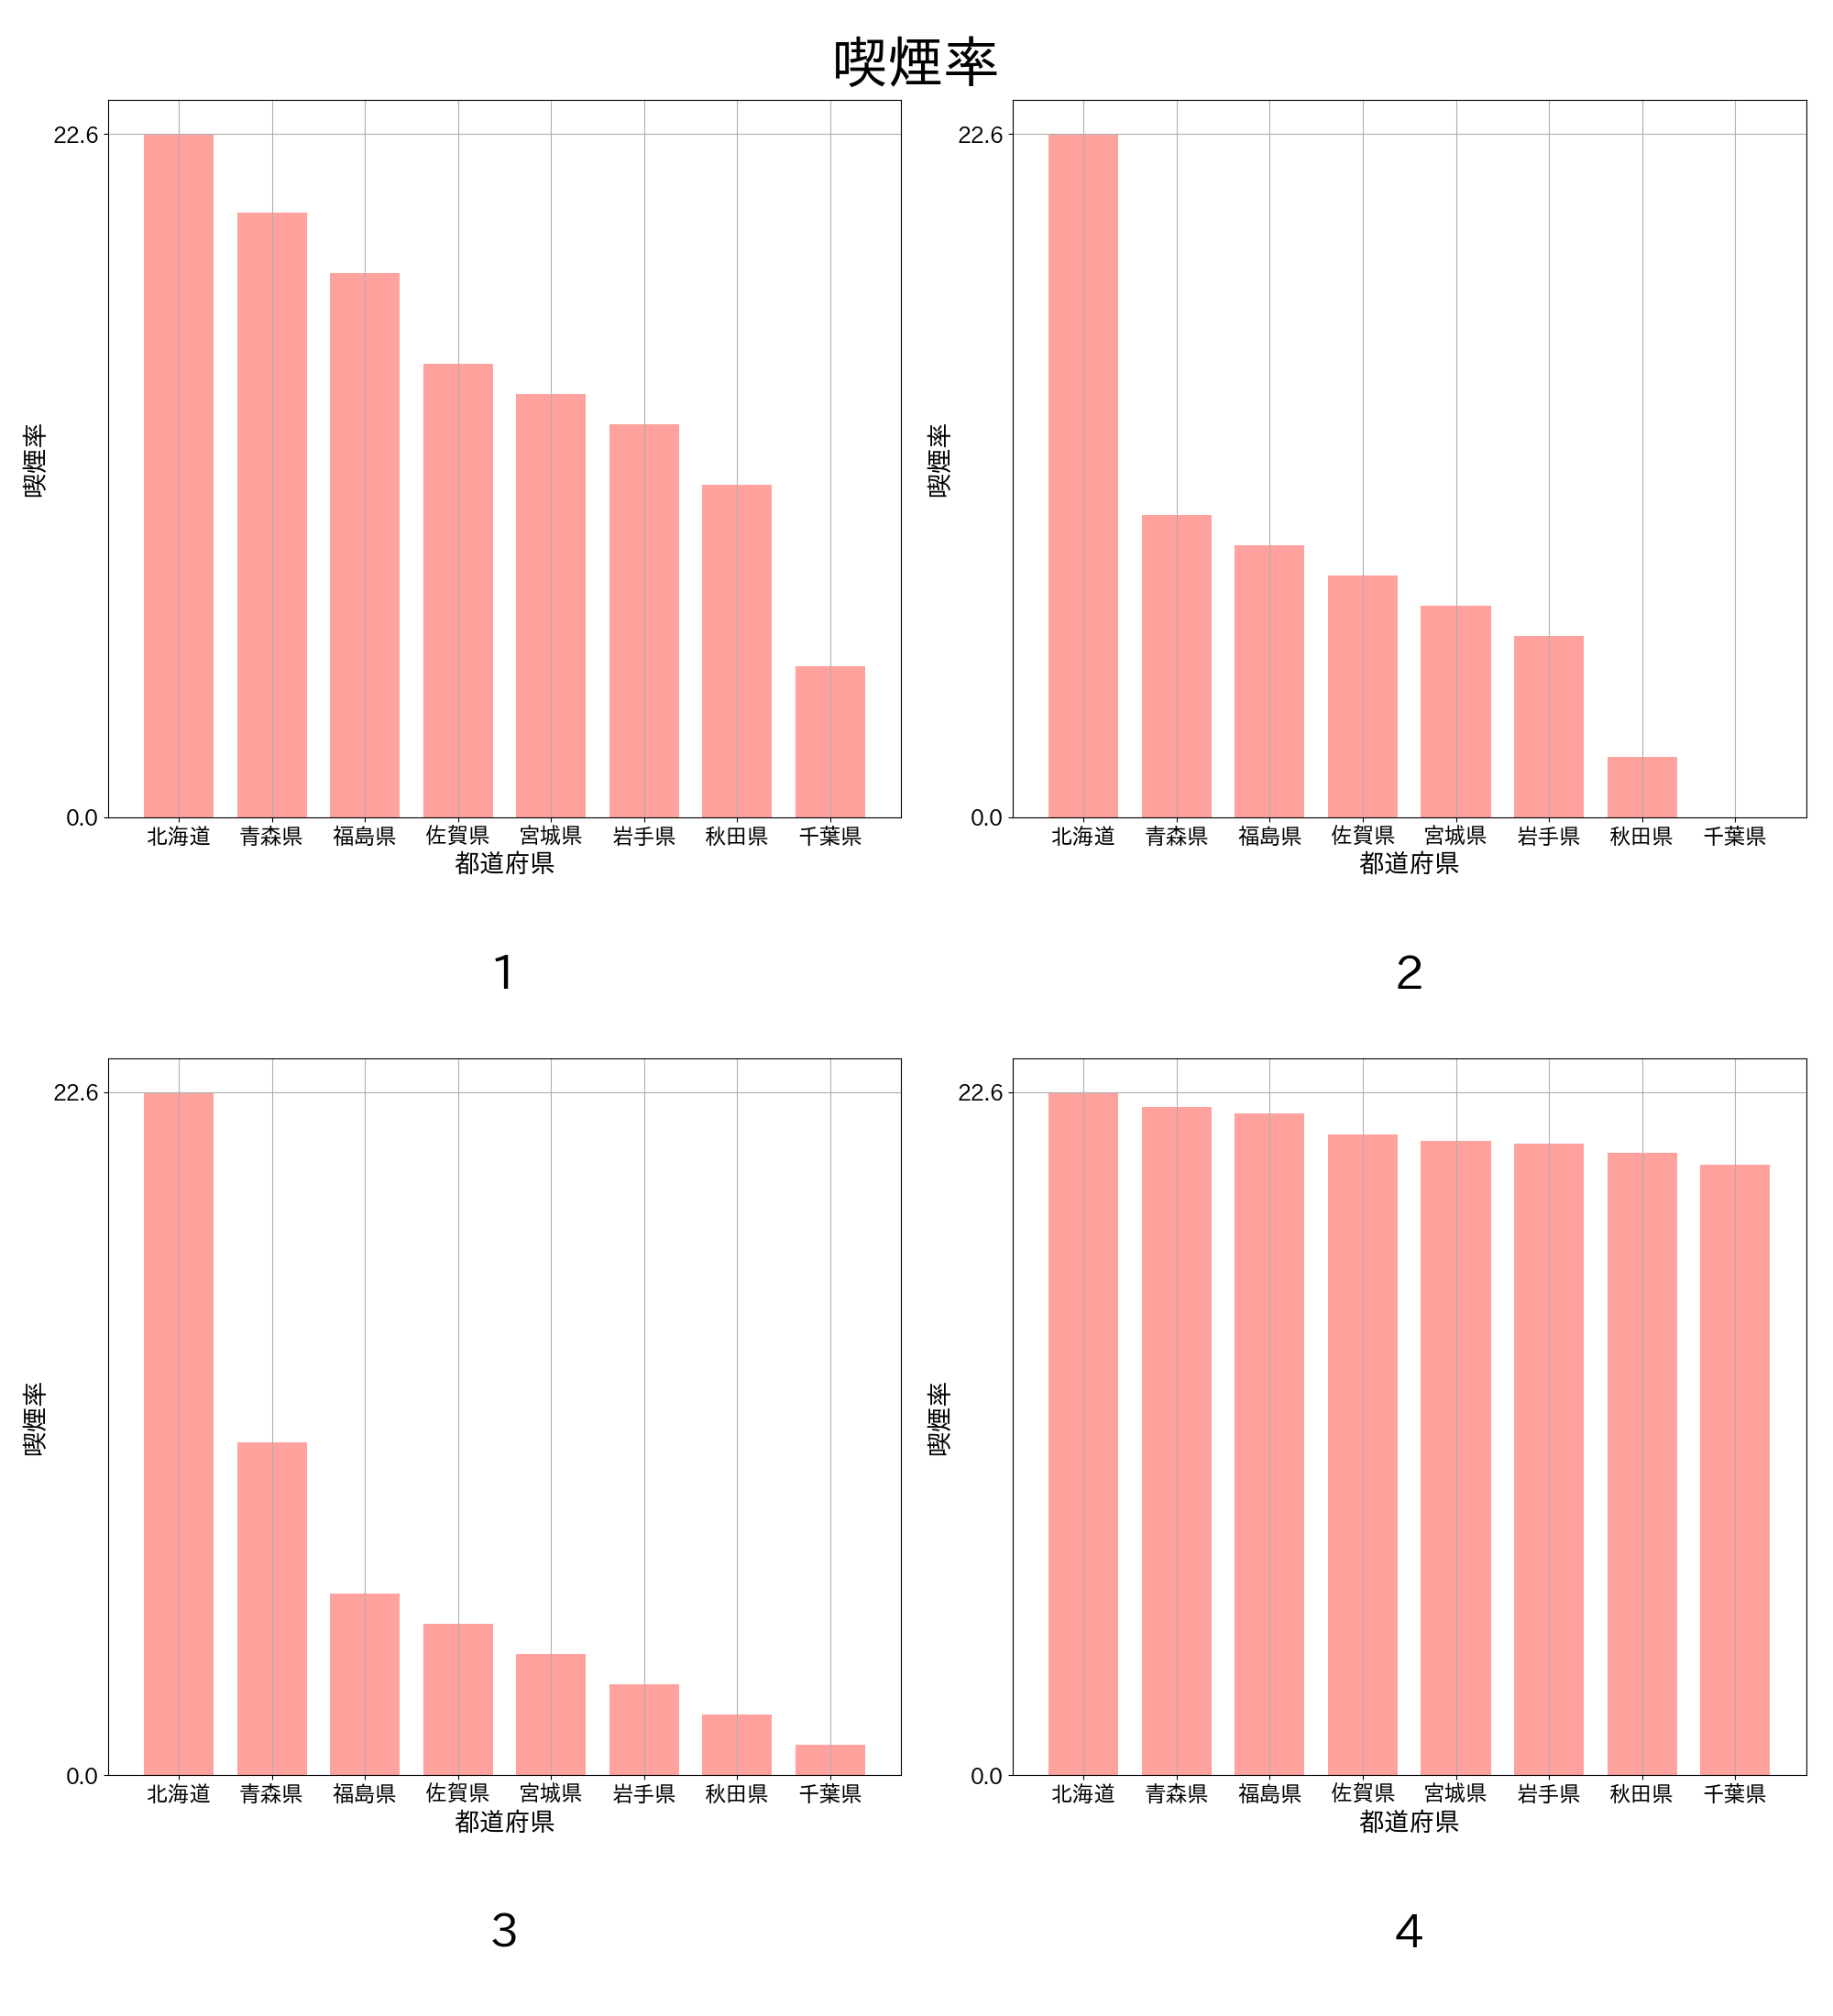 喫煙率
22.6
0.0
喫煙率
北海道 青森県 福島県 佐賀県 宮城県 岩手県 秋田県 千葉県
都道府県
1
22.6
0.0
喫煙率
北海道 青森県 福島県 佐賀県 宮城県 岩手県 秋田県 千葉県
都道府県
2
22.6
0.0
喫煙率
北海道 青森県 福島県 佐賀県 宮城県 岩手県 秋田県 千葉県
都道府県
3
22.6
0.0
喫煙率
北海道 青森県 福島県 佐賀県 宮城県 岩手県 秋田県 千葉県
都道府県
4